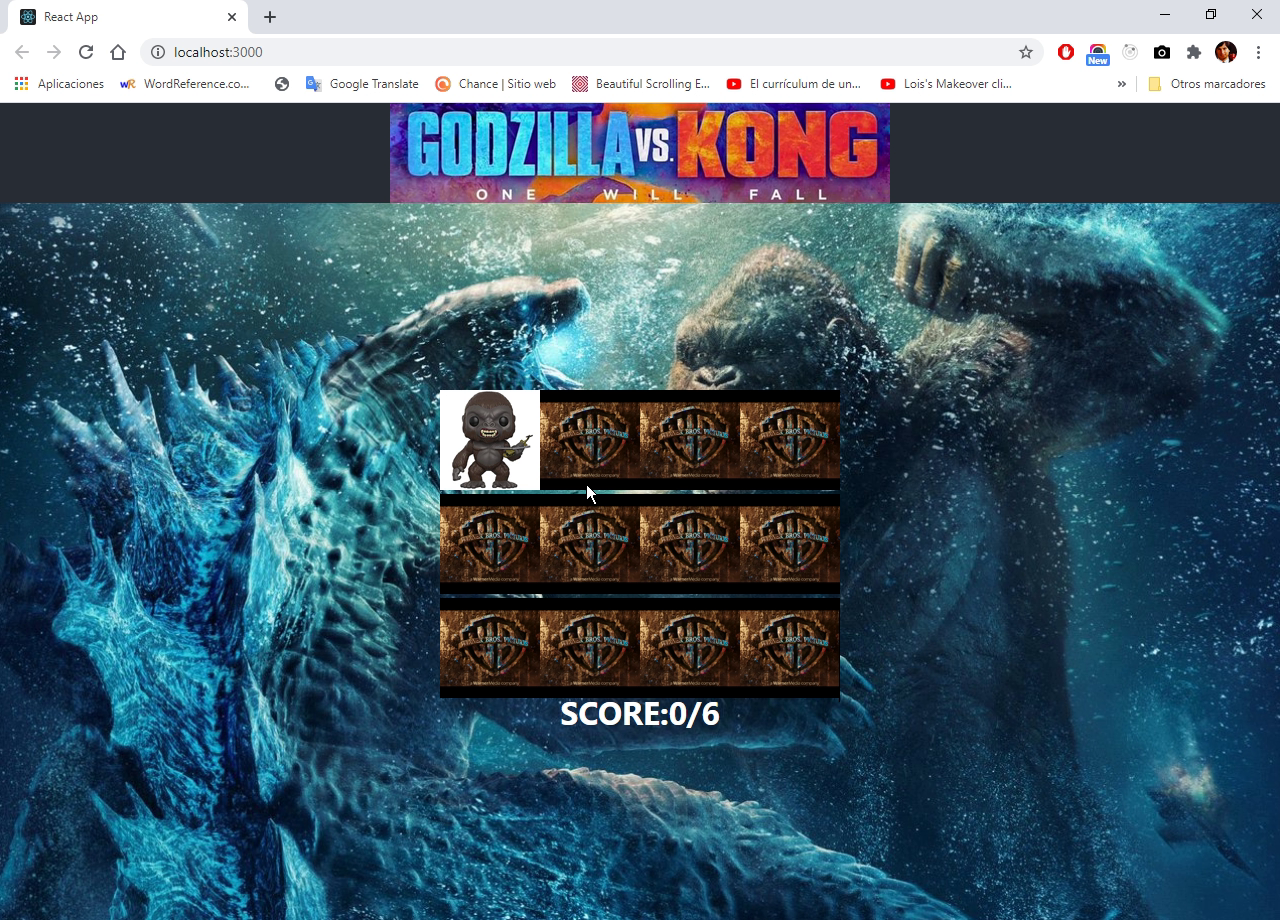 React App
localhost:3000
New
Aplicaciones
wR WordReference.co...
Google Translate
Chance | Sitio web
Beautiful Scrolling E...
El currículum de un...
Lois's Makeover cli...
»
Otros marcadores
GODZILLA VS. KONG
ONE WILL FALL
SCORE:0/6